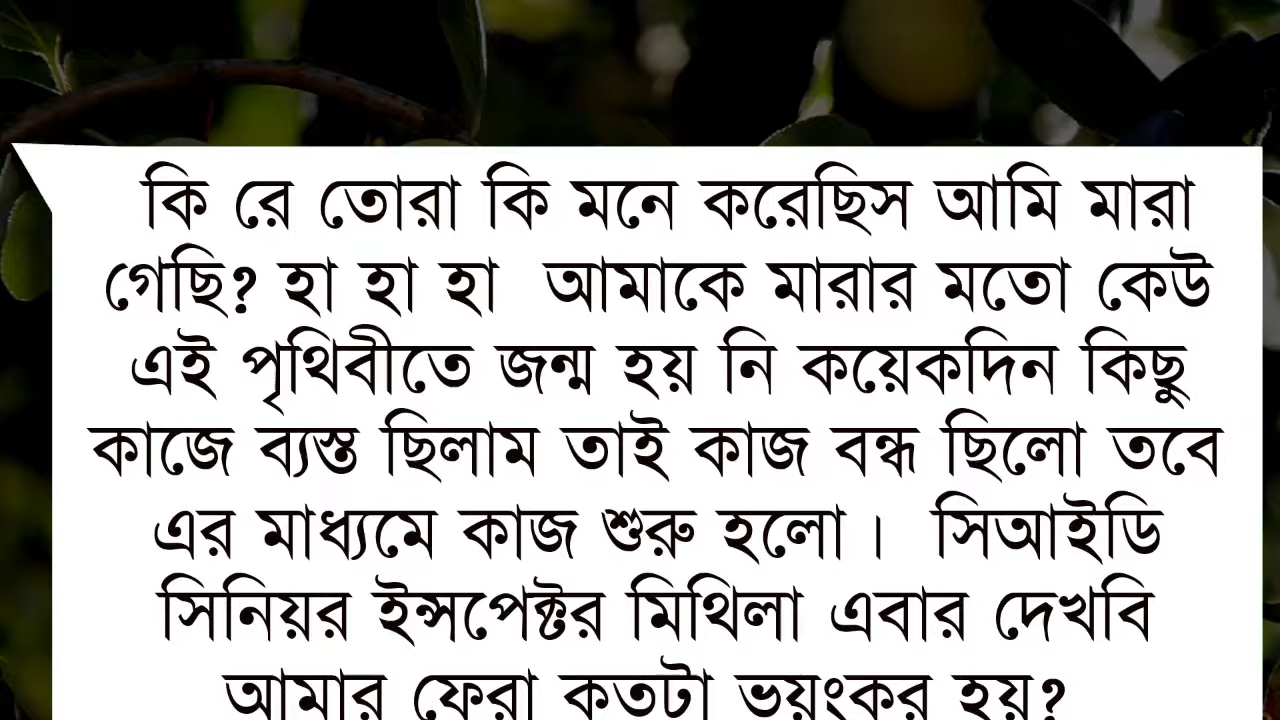 কি রে তোরা কি মনে করেছিস আমি মারা
গেছি? হা হা হা আমাকে মারার মতো কেউ
এই পৃথিবীতে জন্ম হয় নি কয়েকদিন কিছু
কাজে ব্যস্ত ছিলাম তাই কাজ বন্ধ ছিলো তবে
এর মাধ্যমে কাজ শুরু হলো। সিআইডি
সিনিয়র ইন্সপেক্টর মিথিলা এবার দেখবি
আমার ফেরা কতটা ভয়ংকর হয়?